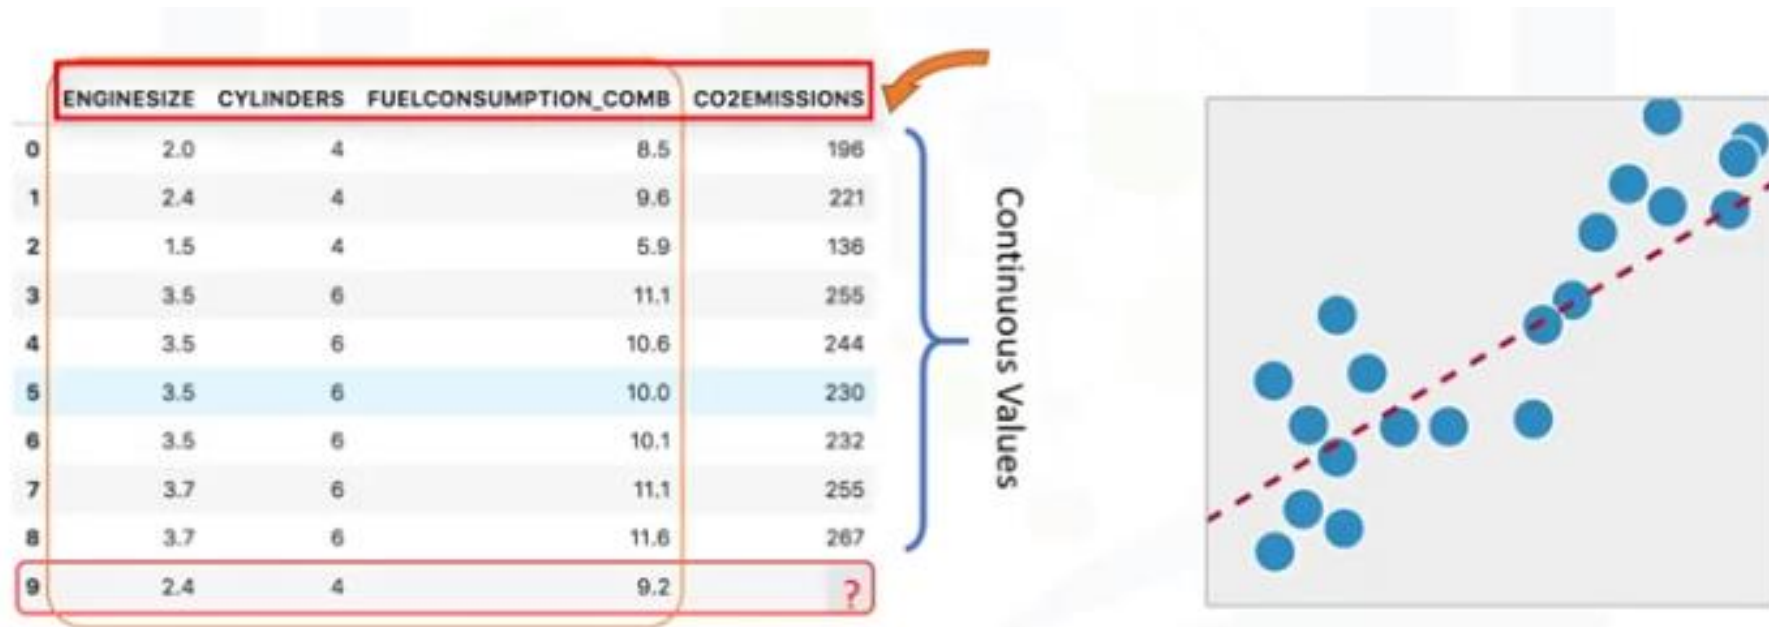 ENGINESIZE CYLINDERS FUELCONSUMPTION_COMB CO2EMISSIONS
0 2.0 4 8.5 196
1 2.4 4 9.6 221
2 1.5 4 5.9 136
3 3.5 6 11.1 255
4 3.5 6 10.6 244
5 3.5 6 10.0 230
6 3.5 6 10.1 232
7 3.7 6 11.1 255
8 3.7 6 11.6 267
9 2.4 4 9.2 ?
Continuous Values